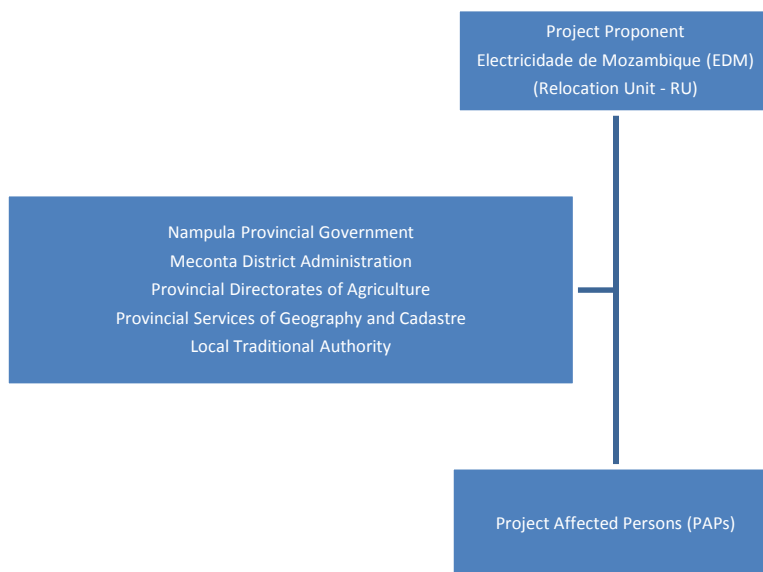 Project Proponent
Electricidade de Mozambique (EDM)
(Relocation Unit - RU)
Nampula Provincial Government
Meconta District Administration
Provincial Directorates of Agriculture
Provincial Services of Geography and Cadastre
Local Traditional Authority
Project Affected Persons (PAPs)